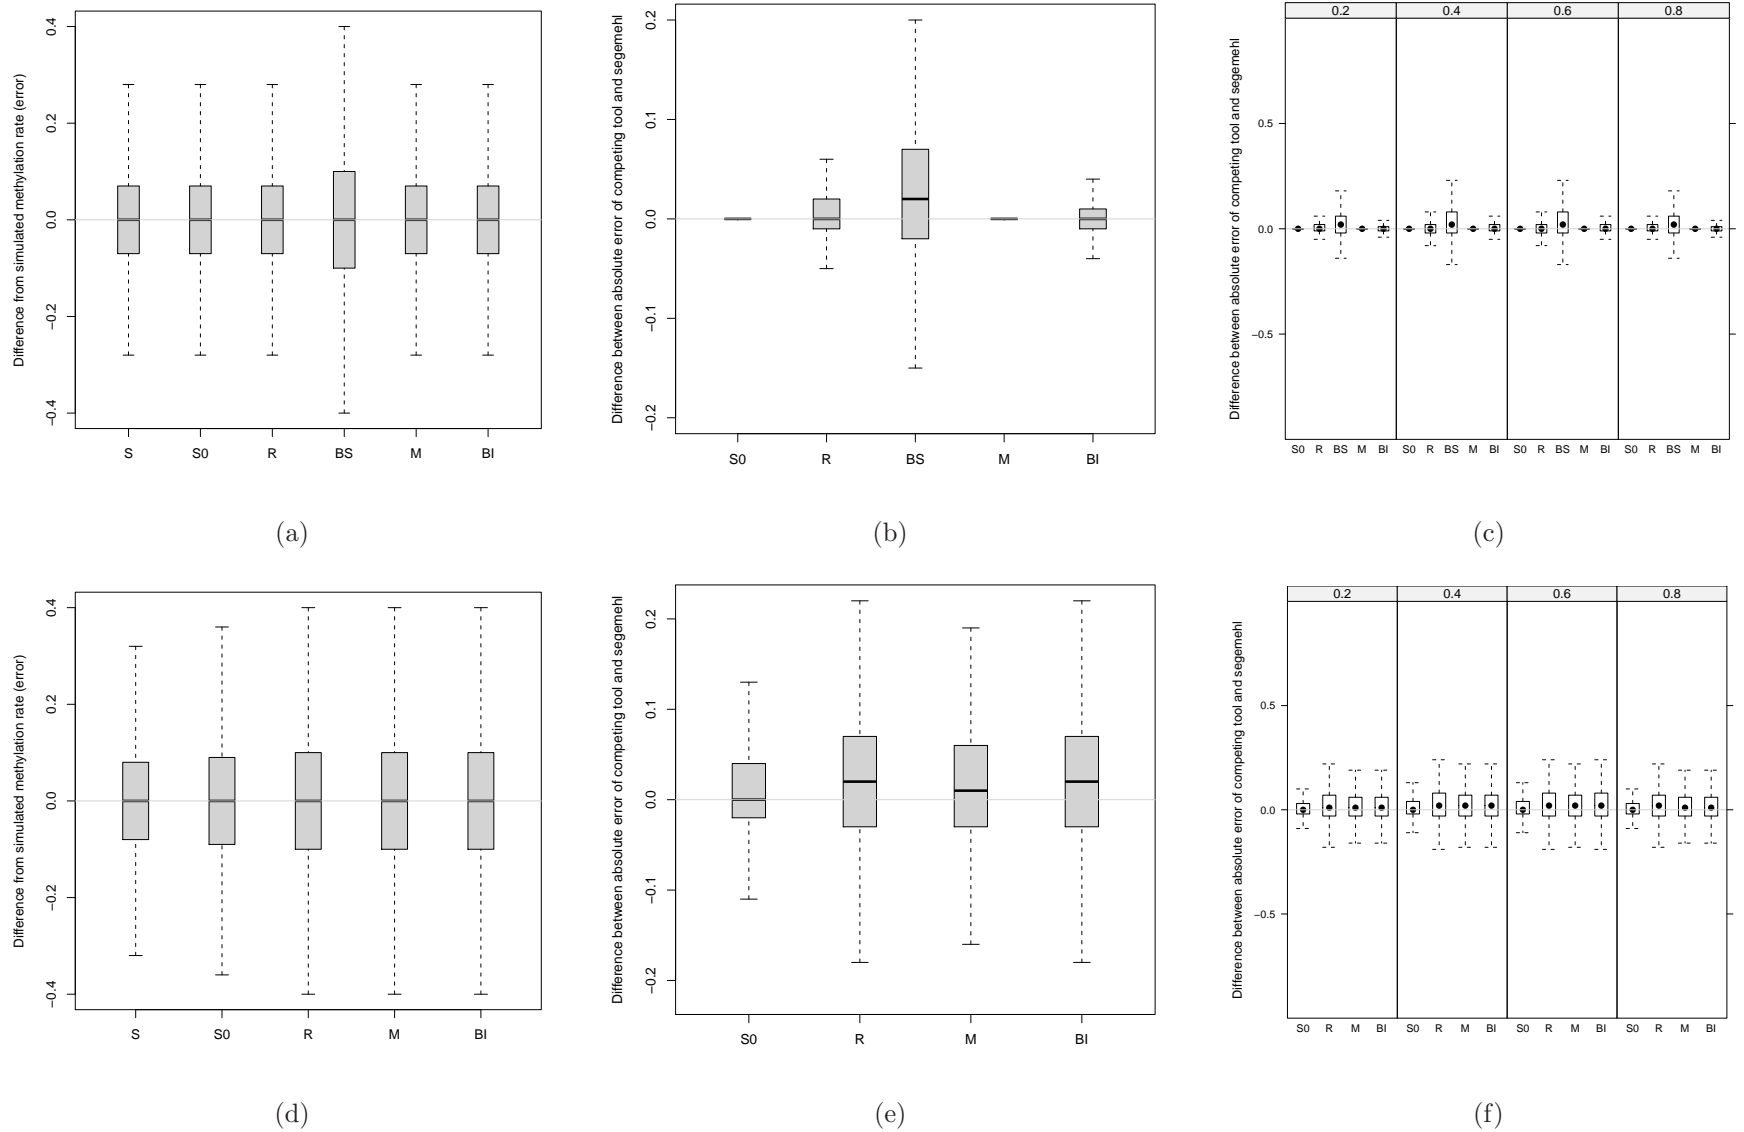 Difference from simulated methylation rate (error)
0.4
0.2
0.0
−0.2
−0.4
S S0 R BS M BI
(a)
Difference between absolute error of competing tool and segemehl
0.2
0.1
0.0
−0.1
−0.2
S0 R BS M BI
(b)
Difference between absolute error of competing tool and segemehl
0.2 0.4 0.6 0.8
0.5
0.0
−0.5
S0 R BS M BI S0 R BS M BI S0 R BS M BI S0 R BS M BI
(c)
Difference from simulated methylation rate (error)
0.4
0.2
0.0
−0.2
−0.4
S S0 R M BI
(d)
Difference between absolute error of competing tool and segemehl
0.2
0.1
0.0
−0.1
−0.2
S0 R M BI
(e)
Difference between absolute error of competing tool and segemehl
0.2 0.4 0.6 0.8
0.5
0.0
−0.5
S0 R M BI S0 R M BI S0 R M BI S0 R M BI
(f)